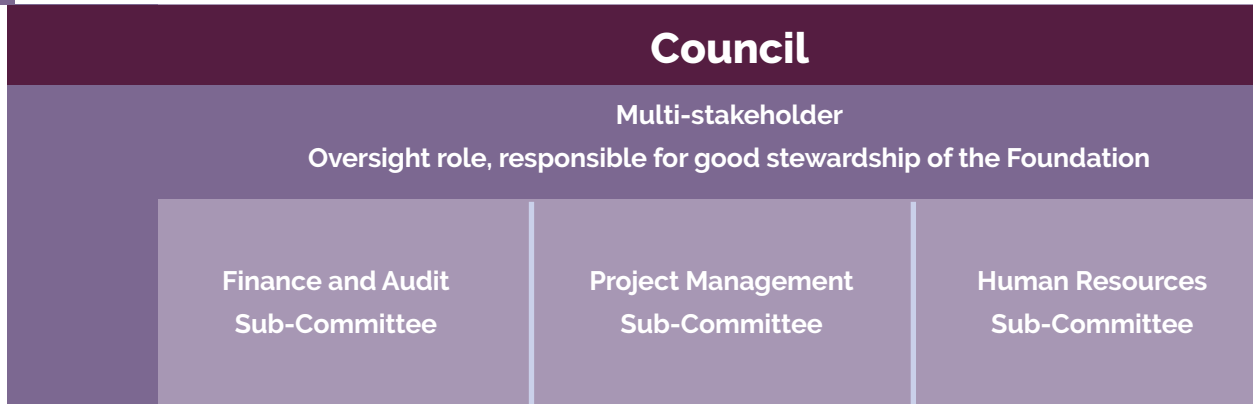 Council
Multi-stakeholder
Oversight role, responsible for good stewardship of the Foundation
Finance and Audit
Sub-Committee
Project Management
Sub-Committee
Human Resources
Sub-Committee